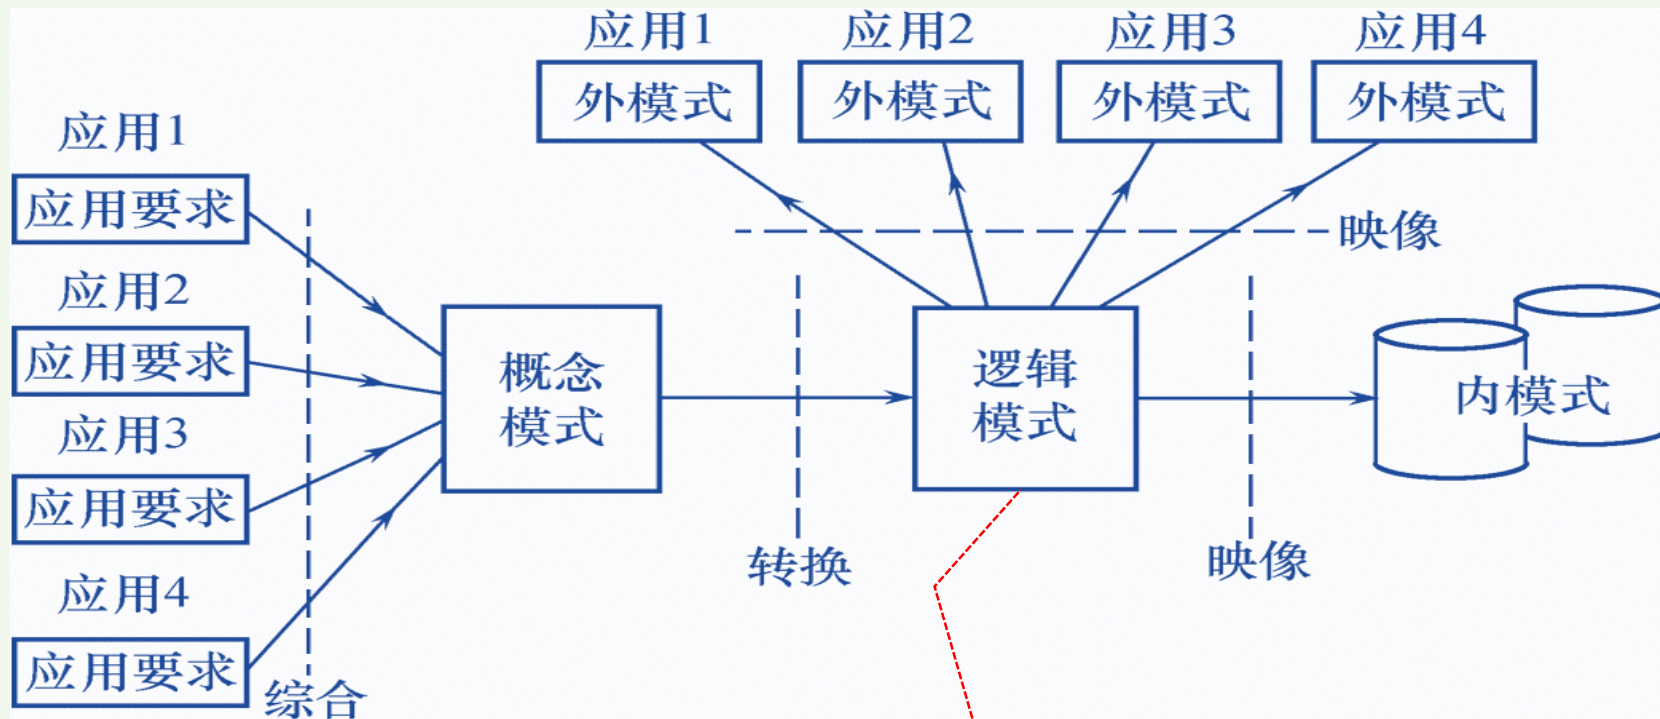 应用1
应用2
应用3
应用4
外模式
外模式
外模式
外模式
应用1
应用要求
映像
应用2
应用要求
概念
模式
逻辑
模式
内模式
应用3
应用要求
转换
映像
应用4
应用要求
综合